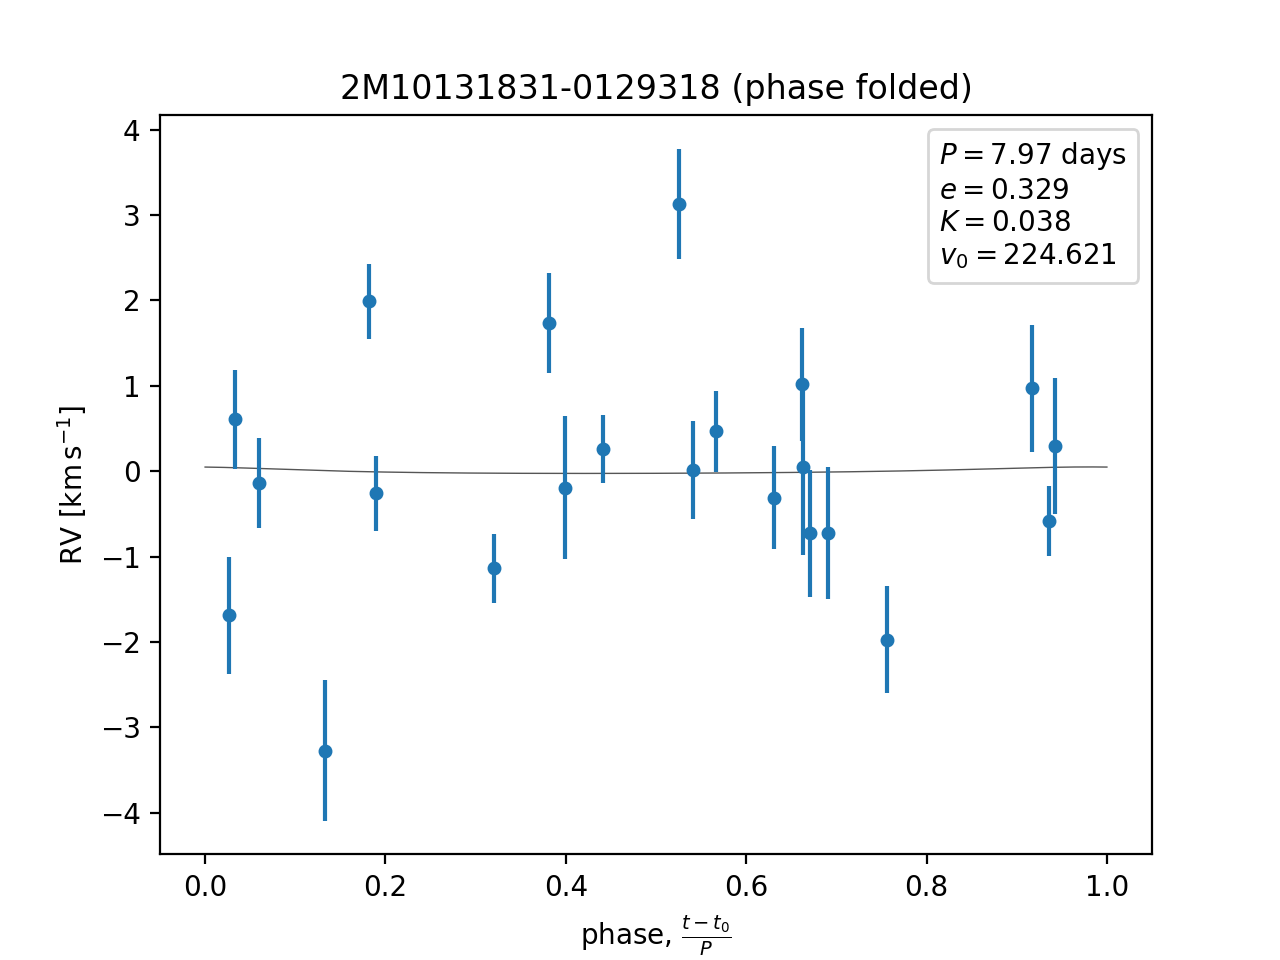 2M10131831-0129318 (phase folded)
P = 7.97 days
e = 0.329
K = 0.038
v₀ = 224.621
RV [km s⁻¹]
4
3
2
1
0
−1
−2
−3
−4
0.0 0.2 0.4 0.6 0.8 1.0
phase, (t − t₀)/P